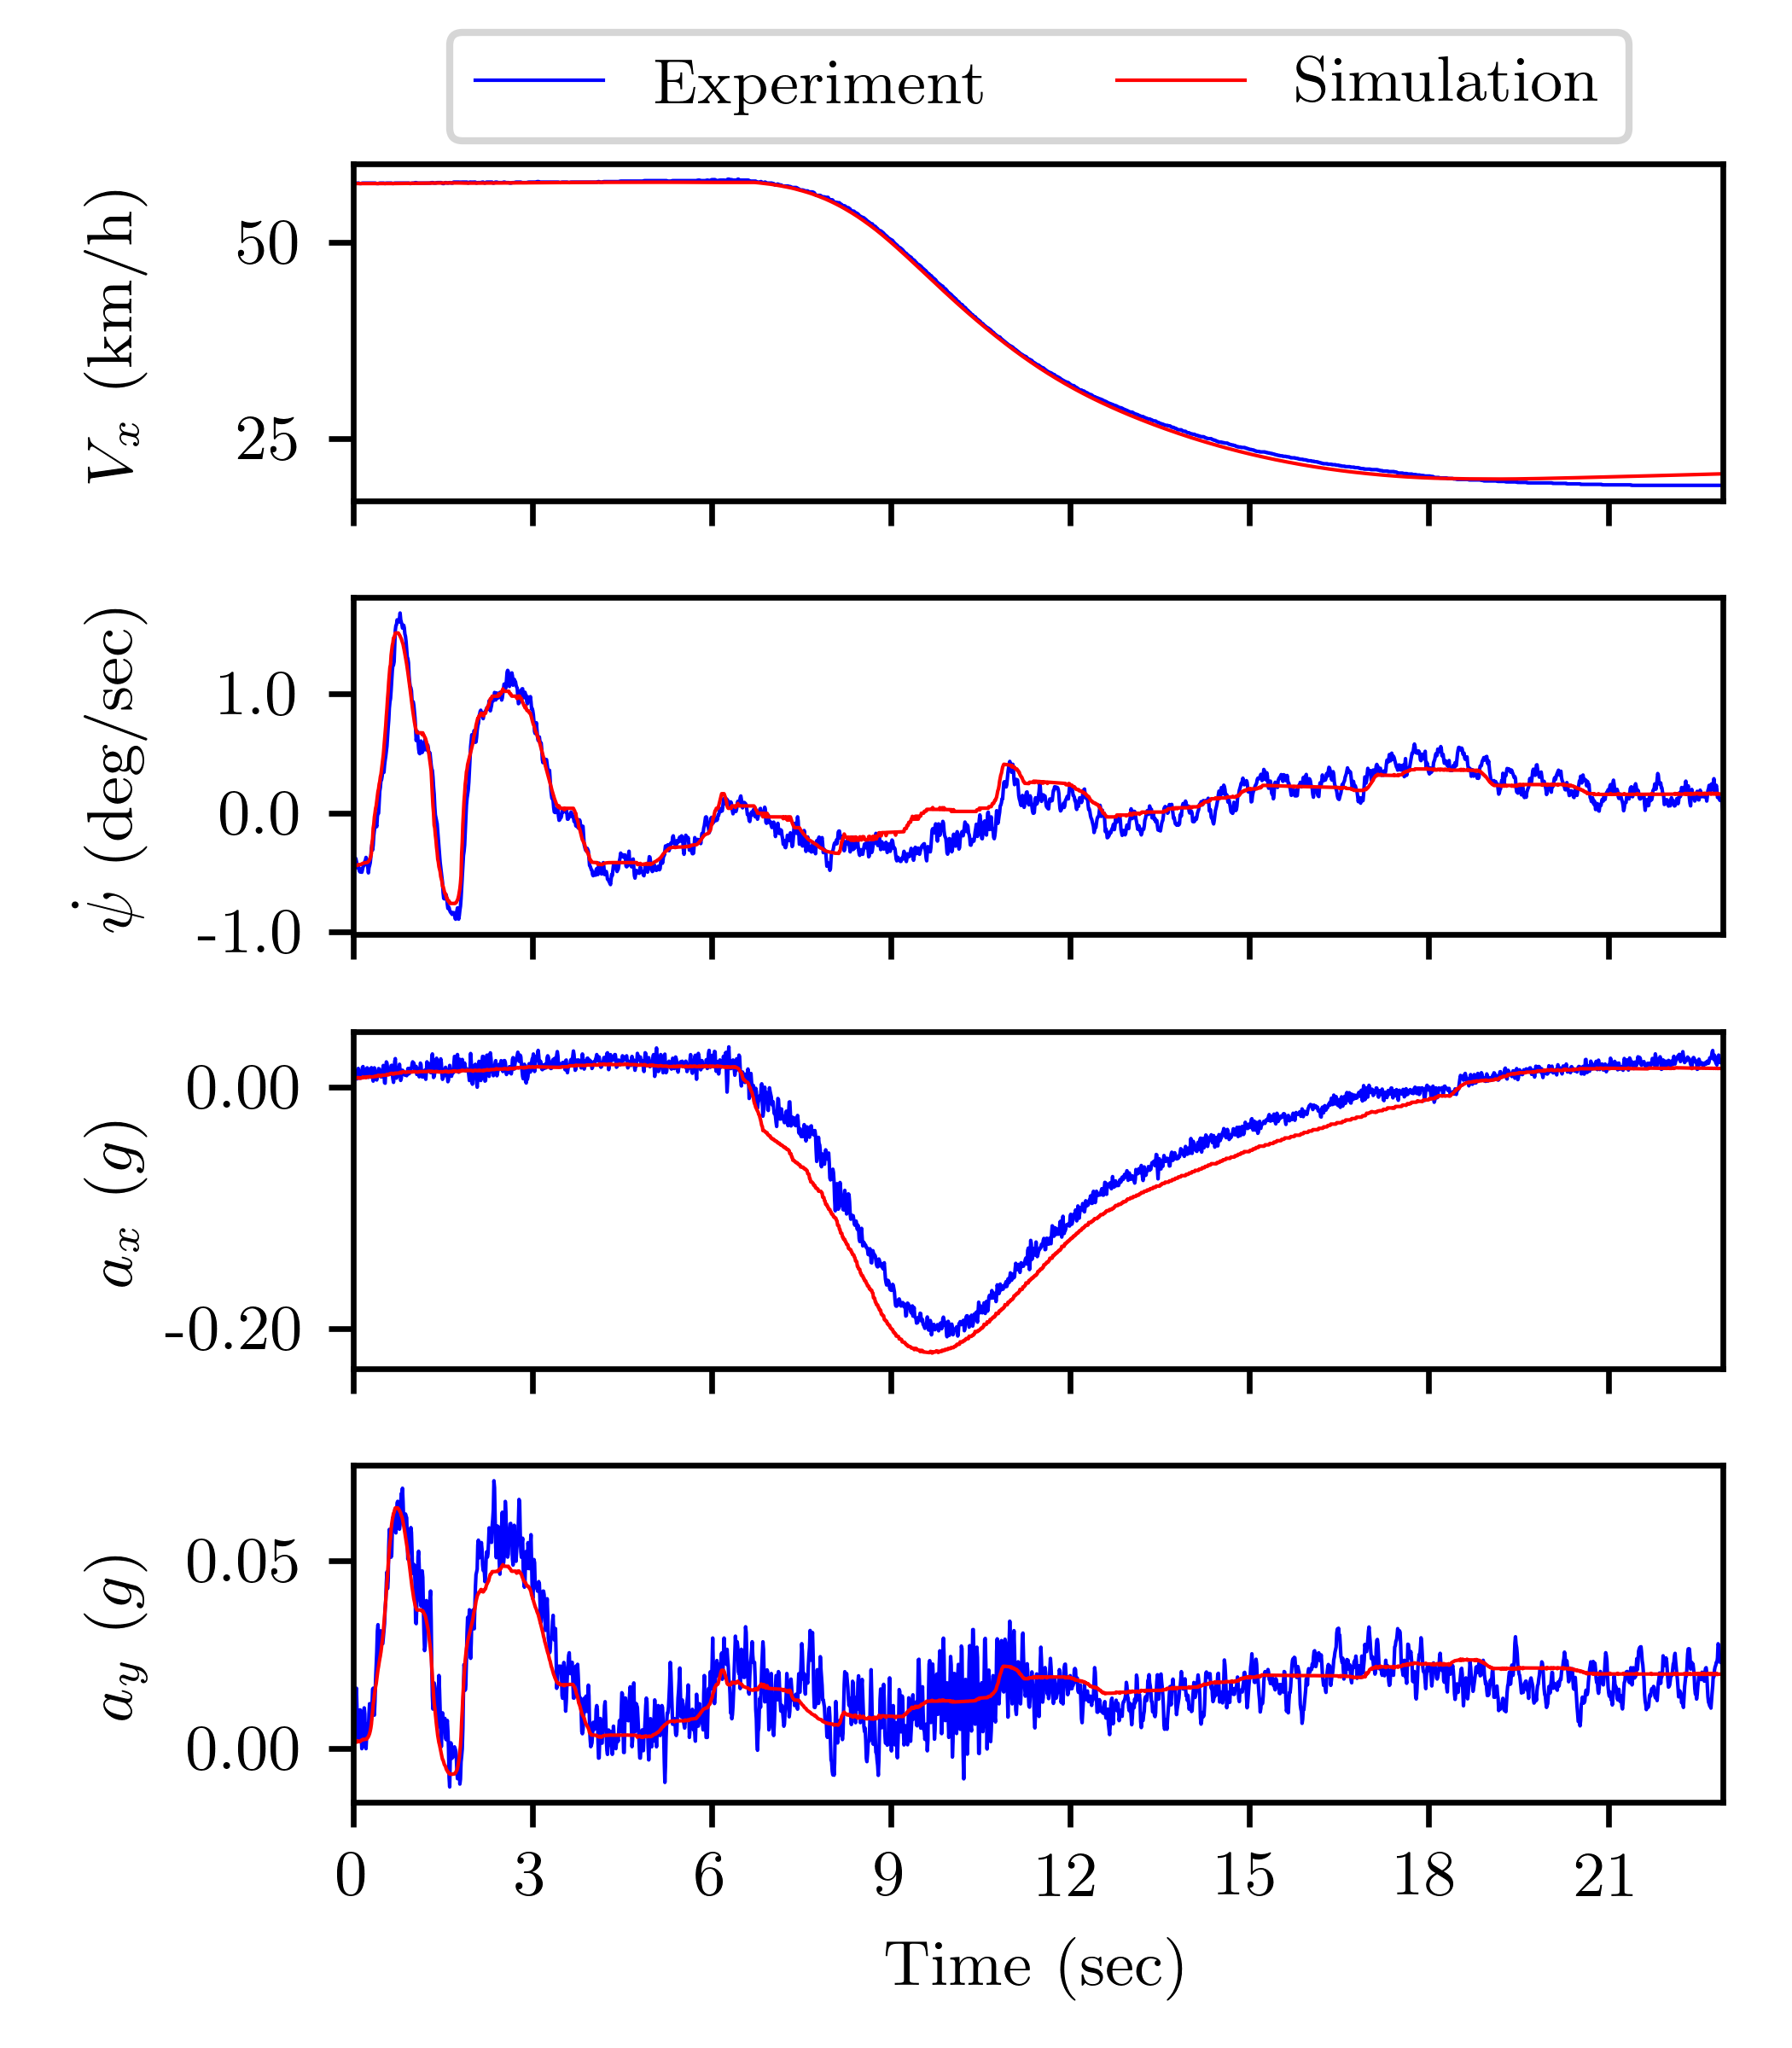 Experiment Simulation
V_x (km/h)
50
25
ψ̇ (deg/sec)
1.0
0.0
-1.0
a_x (g)
0.00
-0.20
a_y (g)
0.05
0.00
0 3 6 9 12 15 18 21
Time (sec)